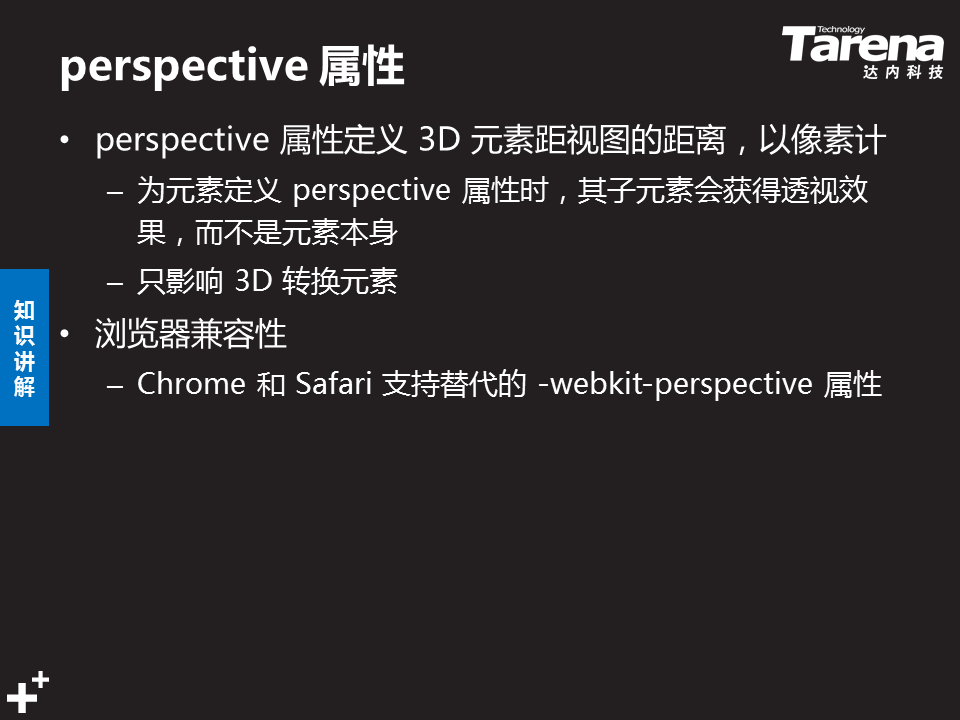 perspective 属性
Technology
Tarena
达内科技
• perspective 属性定义 3D 元素距视图的距离，以像素计
– 为元素定义 perspective 属性时，其子元素会获得透视效
果，而不是元素本身
– 只影响 3D 转换元素
• 浏览器兼容性
– Chrome 和 Safari 支持替代的 -webkit-perspective 属性
知
识
讲
解